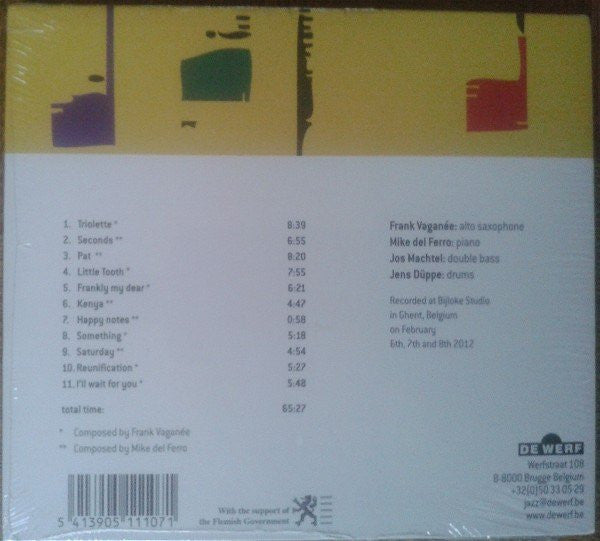 1. Triolette * 8:39
2. Seconds ** 6:55
3. Pat ** 8:20
4. Little Tooth * 7:55
5. Frankly my dear * 6:21
6. Kenya ** 4:47
7. Happy notes ** 0:58
8. Something * 5:18
9. Saturday ** 4:54
10. Reunification * 5:27
11. I'll wait for you * 5:48
total time: 65:27
* Composed by Frank Vaganée
** Composed by Mike del Ferro
Frank Vaganée: alto saxophone
Mike del Ferro: piano
Jos Machtel: double bass
Jens Düppe: drums
Recorded at Bijloke Studio
in Ghent, Belgium
on February
6th, 7th and 8th 2012
5 413905 111071
With the support of
the Flemish Government
DE WERF
Werfstraat 108
B-8000 Brugge Belgium
+32(0)50 33 05 29
jazz@dewerf.be
www.dewerf.be